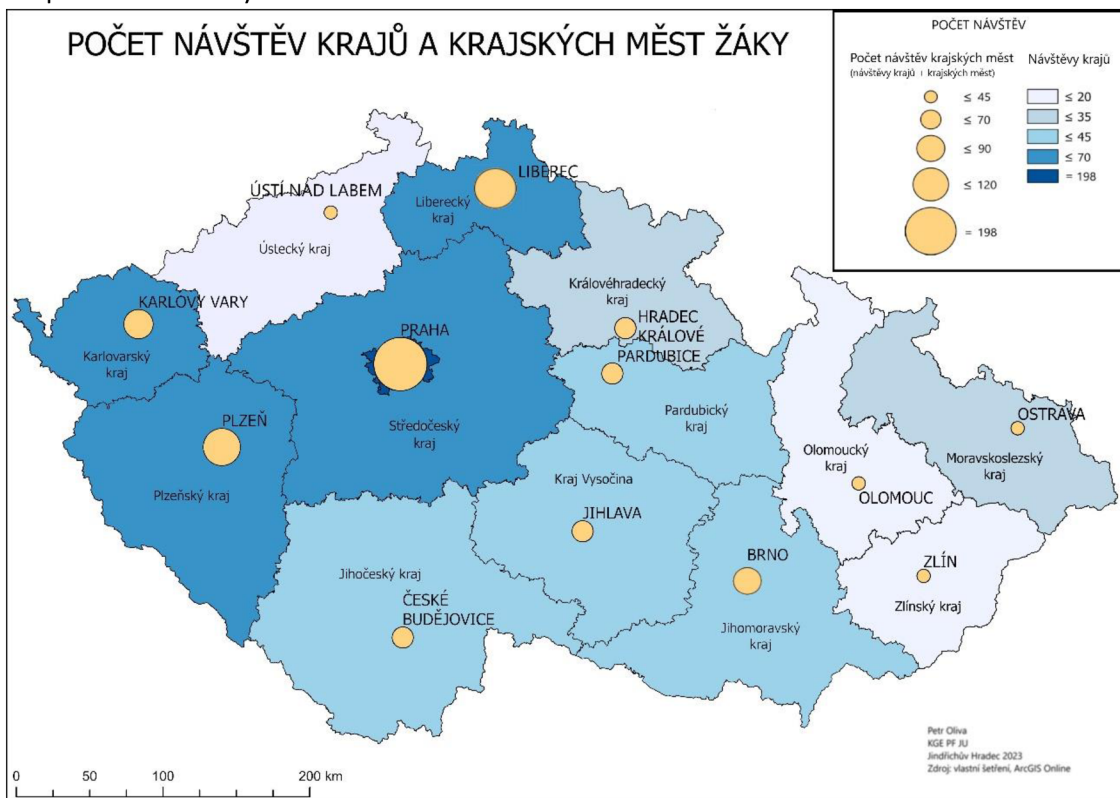 POČET NÁVŠTĚV KRAJŮ A KRAJSKÝCH MĚST ŽÁKY
POČET NÁVŠTĚV
Počet návštěv krajských měst
(návštěvy krajů i krajských měst)
≤ 45
≤ 70
≤ 90
≤ 120
= 198
Návštěvy krajů
≤ 20
≤ 35
≤ 45
≤ 70
= 198
LIBEREC
Liberecký
kraj
ÚSTÍ NAD LABEM
Ústecký kraj
Královéhradecký
kraj
KARLOVY VARY
Karlovarský
kraj
HRADEC
KRÁLOVÉ
PRAHA
PARDUBICE
Středočeský
kraj
Pardubický
kraj
PLZEŇ
Plzeňský kraj
OSTRAVA
Moravskoslezský
kraj
Olomoucký
kraj
OLOMOUC
Kraj Vysočina
JIHLAVA
BRNO
Jihomoravský
kraj
ZLÍN
Zlínský kraj
Jihočeský kraj
ČESKÉ
BUDĚJOVICE
Petr Oliva
KGE PF JU
Jindřichův Hradec 2023
Zdroj: vlastní šetření, ArcGIS Online
0 50 100 200 km